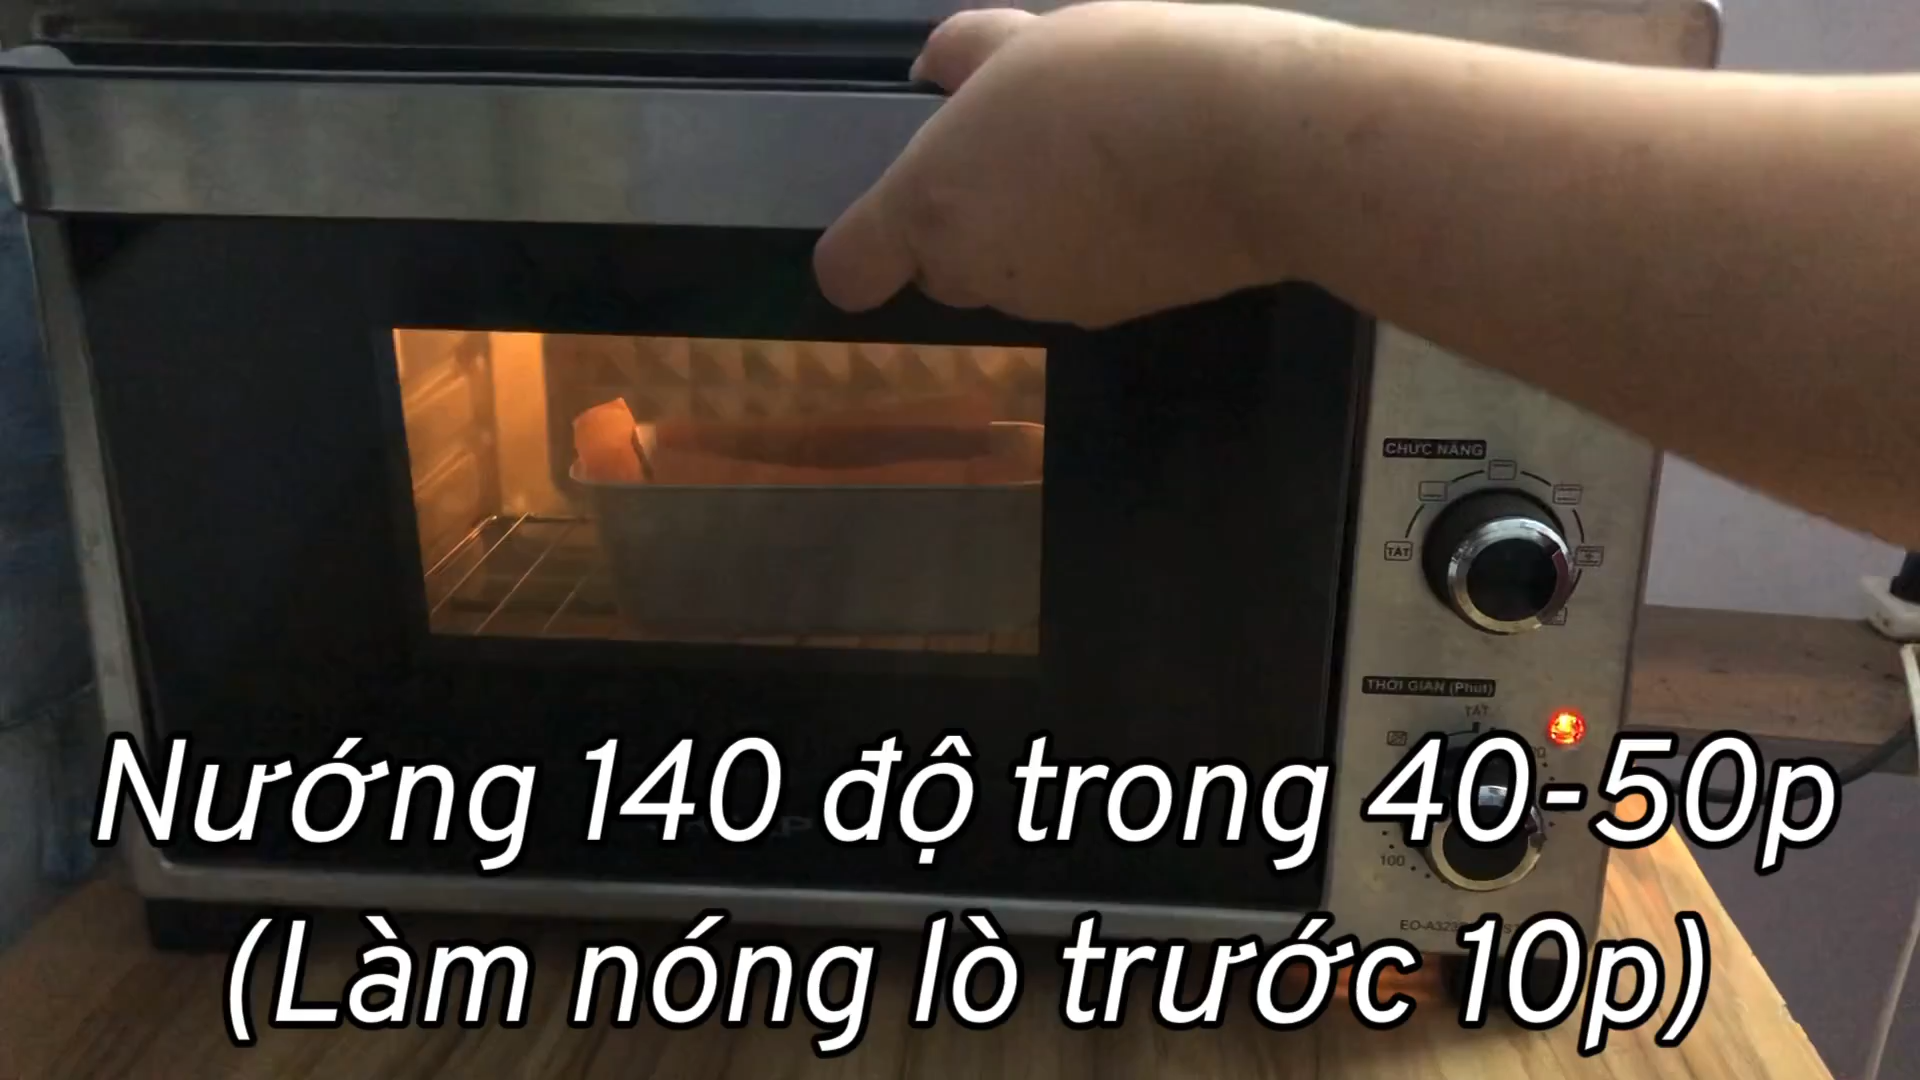 CHỨC NĂNG
TẮT
THỜI GIAN (Phút)
TẮT
Nướng 140 độ trong 40-50p
100
(Làm nóng lò trước 10p)